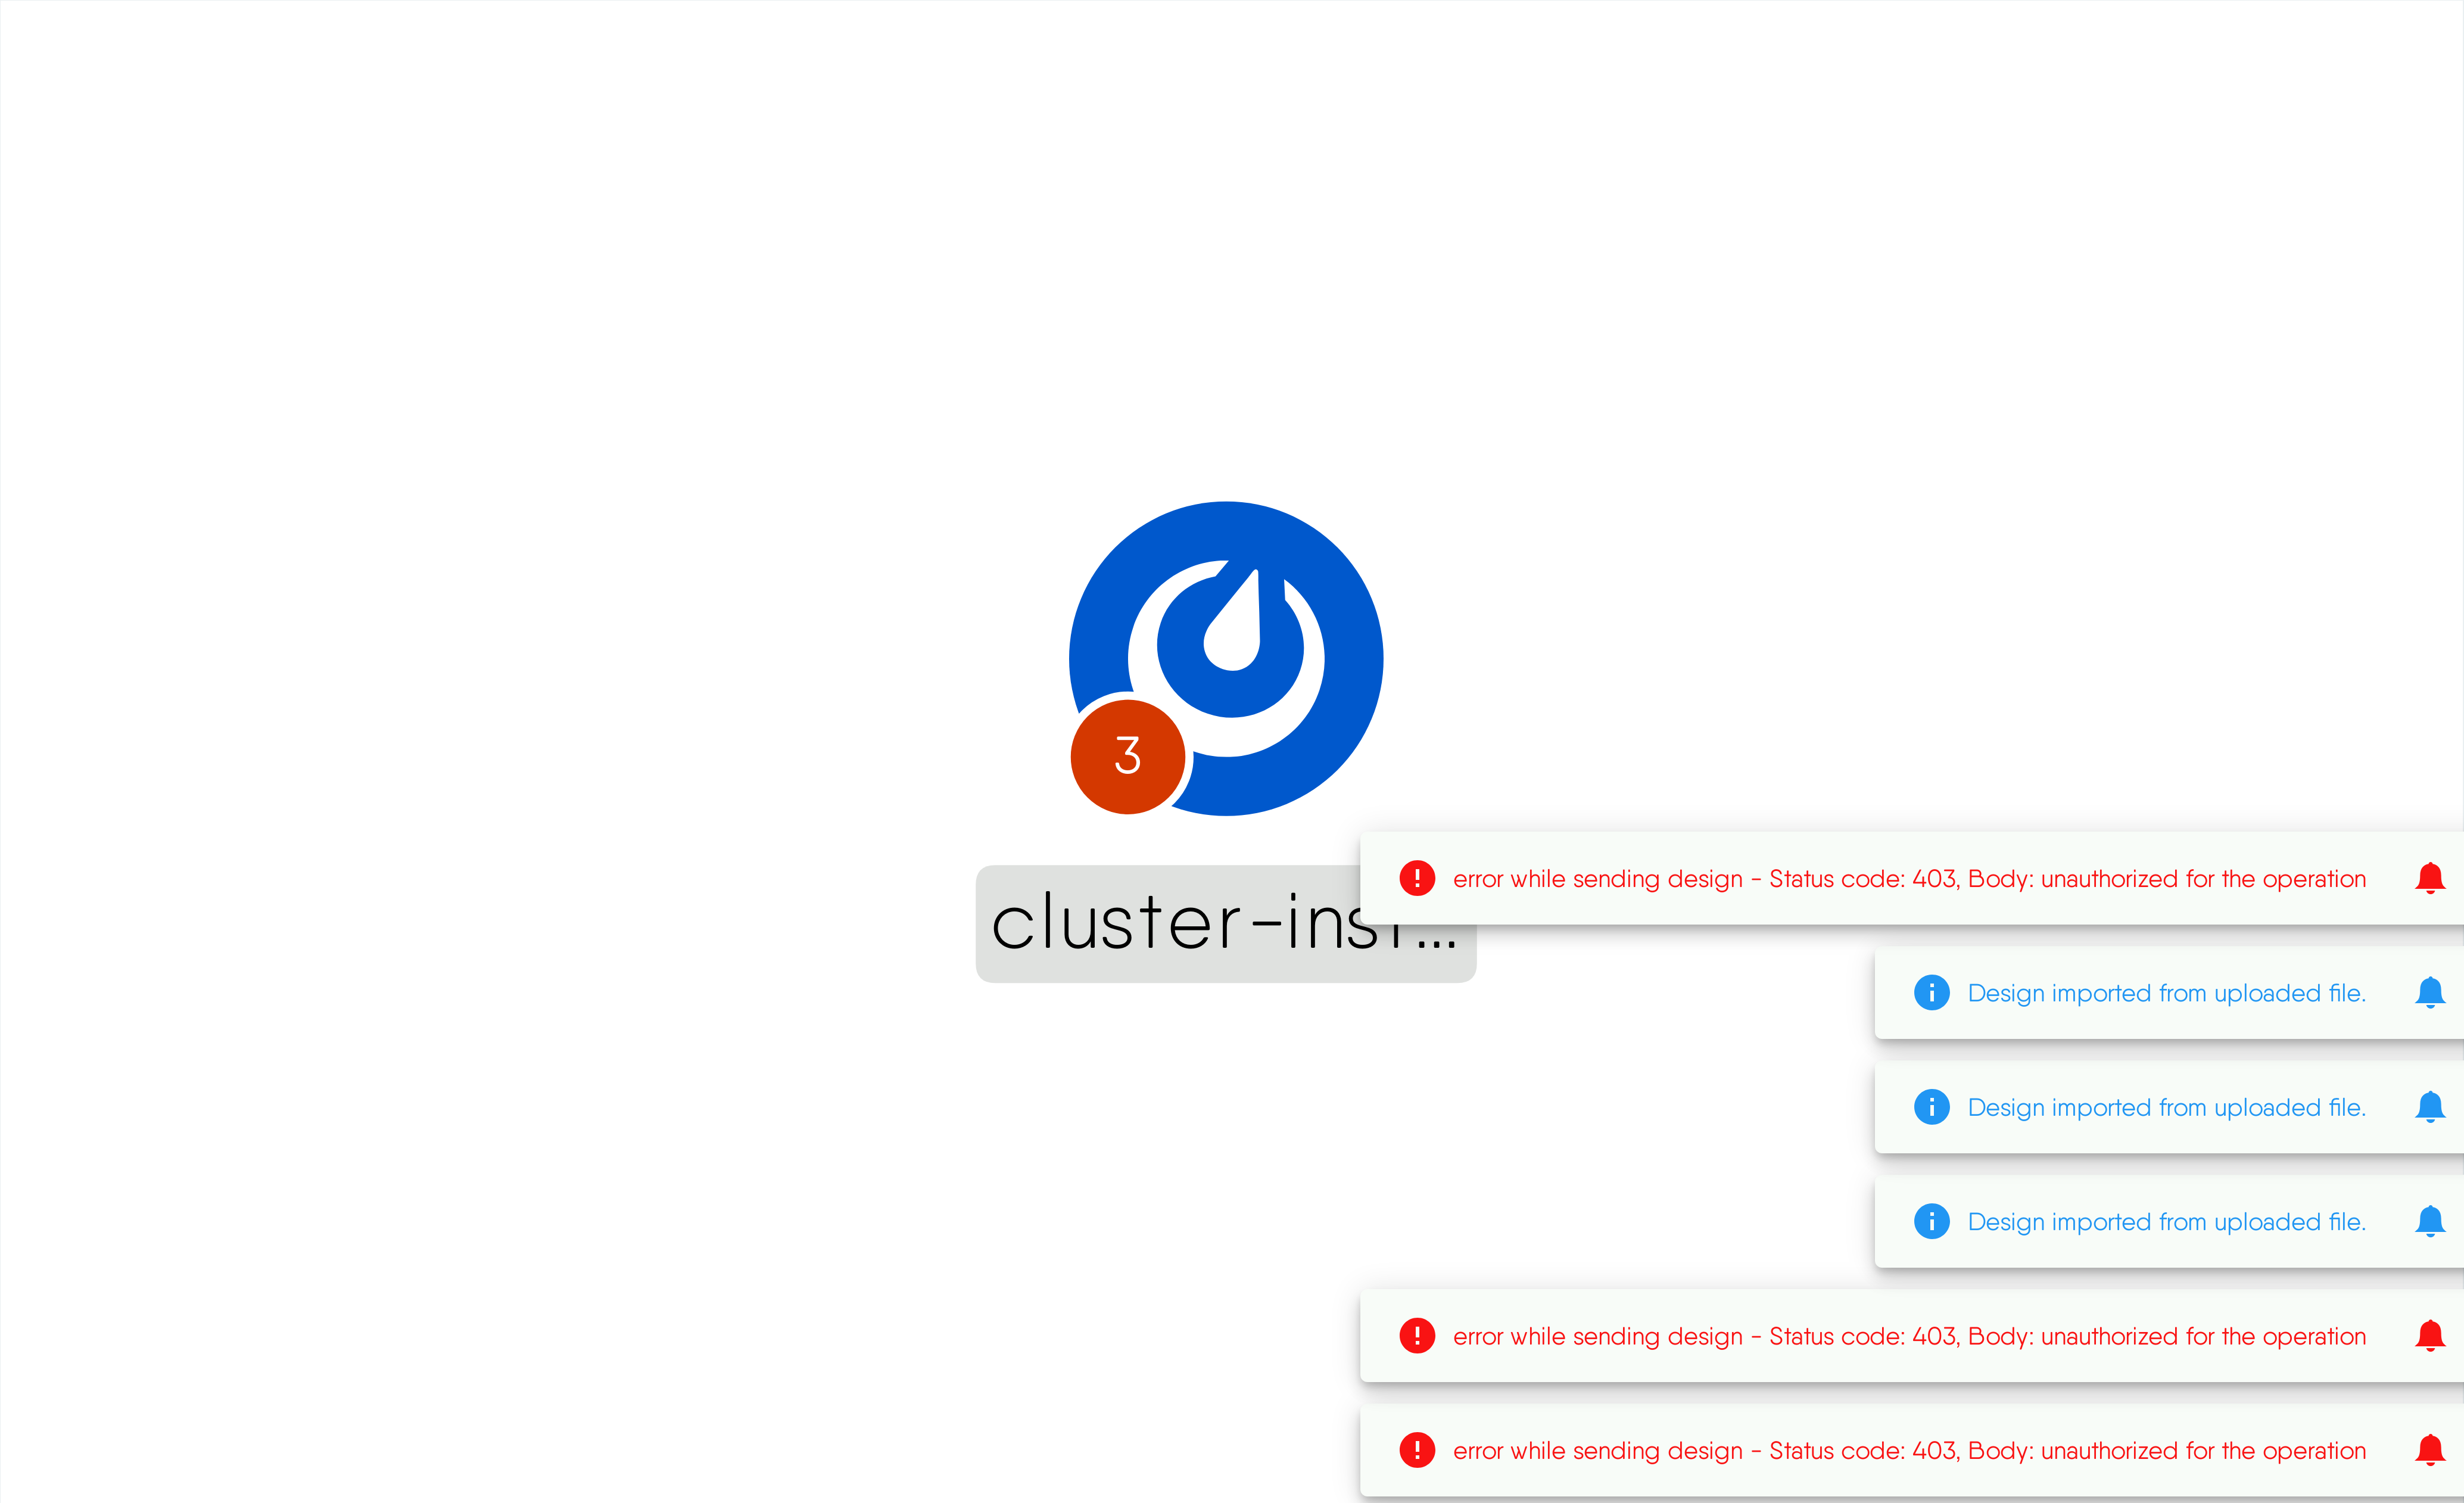 3
cluster-inst...
error while sending design - Status code: 403, Body: unauthorized for the operation
Design imported from uploaded file.
Design imported from uploaded file.
Design imported from uploaded file.
error while sending design - Status code: 403, Body: unauthorized for the operation
error while sending design - Status code: 403, Body: unauthorized for the operation